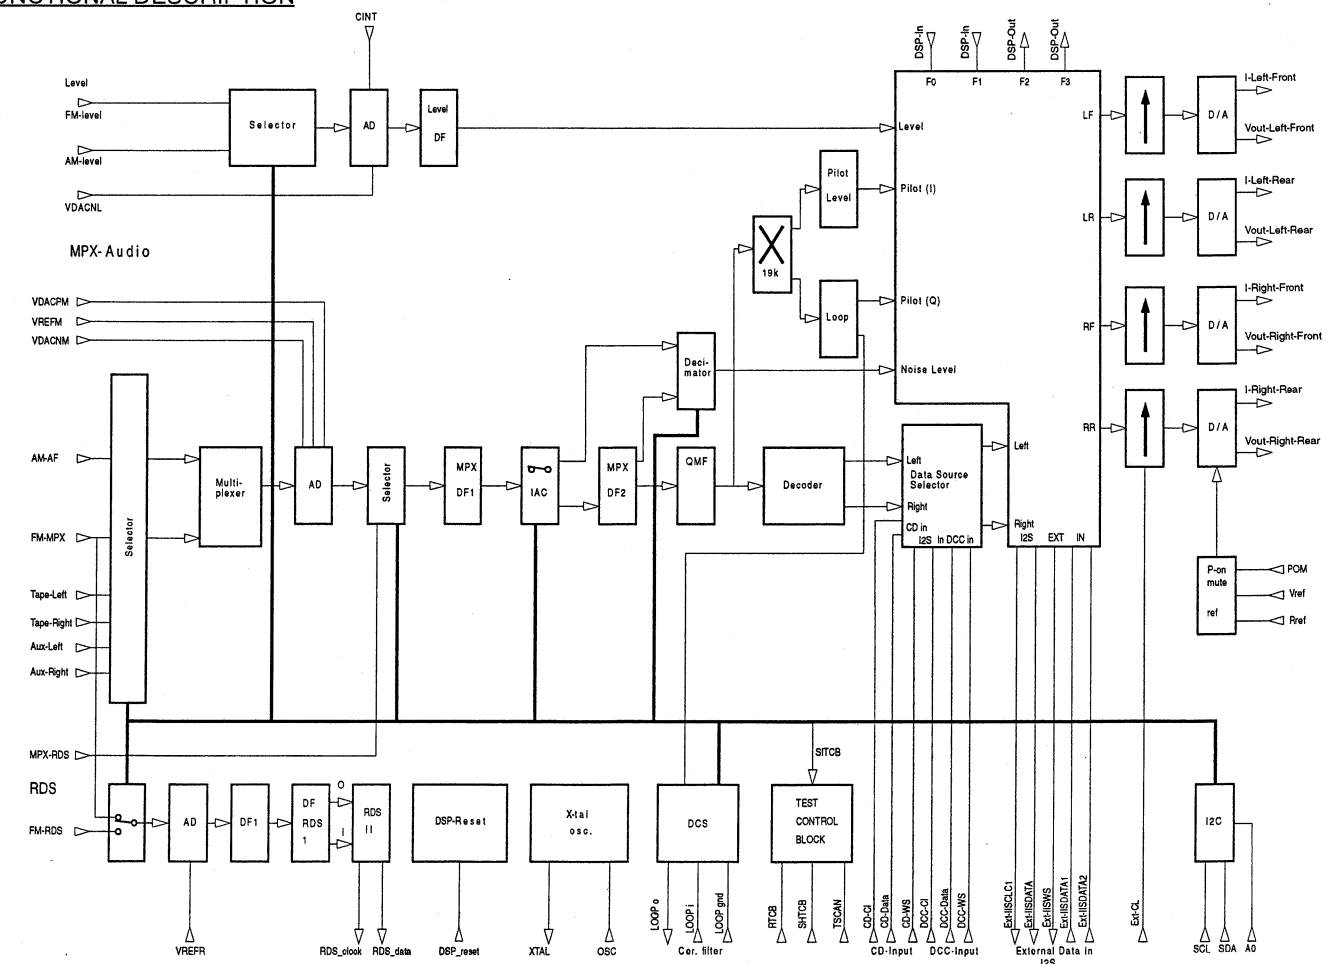 FUNCTIONAL DESCRIPTION
CINT
Level
FM-level
AM-level
VDACNL
Selector
AD
Level
DF
DSP-In
DSP-In
DSP-Out
DSP-Out
F0
F1
F2
F3
Level
Pilot (I)
Pilot (Q)
Noise Level
LF
LR
RF
RR
D/A
I-Left-Front
Vout-Left-Front
D/A
I-Left-Rear
Vout-Left-Rear
D/A
I-Right-Front
Vout-Right-Front
D/A
I-Right-Rear
Vout-Right-Rear
MPX-Audio
VDACPM
VREFM
VDACNM
Pilot
Level
19k
Loop
Deci-
mator
AM-AF
FM-MPX
Tape-Left
Tape-Right
Aux-Left
Aux-Right
Selector
Multi-
plexer
AD
Selector
MPX
DF1
IAC
MPX
DF2
QMF
Decoder
Left
Data Source
Selector
Right
CD in
I2S In DCC in
Left
Right
I2S
EXT
IN
P-on
mute
ref
POM
Vref
Rref
MPX-RDS
RDS
FM-RDS
AD
DF1
DF
RDS
1
O
I
RDS
II
DSP-Reset
X-tal
osc.
DCS
SITCB
TEST
CONTROL
BLOCK
I2C
VREFR
RDS_clock
RDS_data
DSP_reset
XTAL
OSC
LOOP o
LOOP i
LOOP gnd
Cer. filter
RTCB
SHTCB
TSCAN
CD-Cl
CD-Data
CD-WS
DCC-Cl
DCC-Data
DCC-WS
CD-Input
DCC-Input
Ext-IISCLC1
Ext-IISDATA
Ext-IISWS
Ext-IISDATA1
Ext-IISDATA2
External Data in
I2S
Ext-CL
SCL
SDA
A0